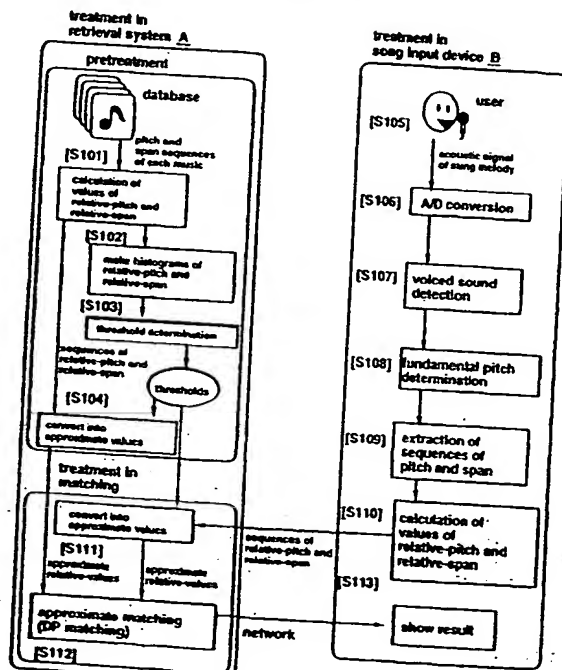 treatment in
retrieval system A
pretreatment
database
pitch and
span sequences
of each music
[S101]
calculation of
values of
relative-pitch and
relative-span
[S102]
make histograms of
relative-pitch and
relative-span
[S103]
threshold determination
sequences of
relative-pitch and
relative-span
thresholds
[S104]
convert into
approximate values
treatment in
matching
convert into
approximate values
[S111]
approximate
relative-values
approximate
relative-values
approximate matching
(DP matching)
[S112]
treatment in
song input device B
[S105]
user
acoustic signal
of sung melody
[S106]
A/D conversion
[S107]
voiced sound
detection
[S108]
fundamental pitch
determination
[S109]
extraction of
sequences of
pitch and span
[S110]
calculation of
values of
relative-pitch and
relative-span
sequences of
relative-pitch and
relative-span
[S113]
network
show result